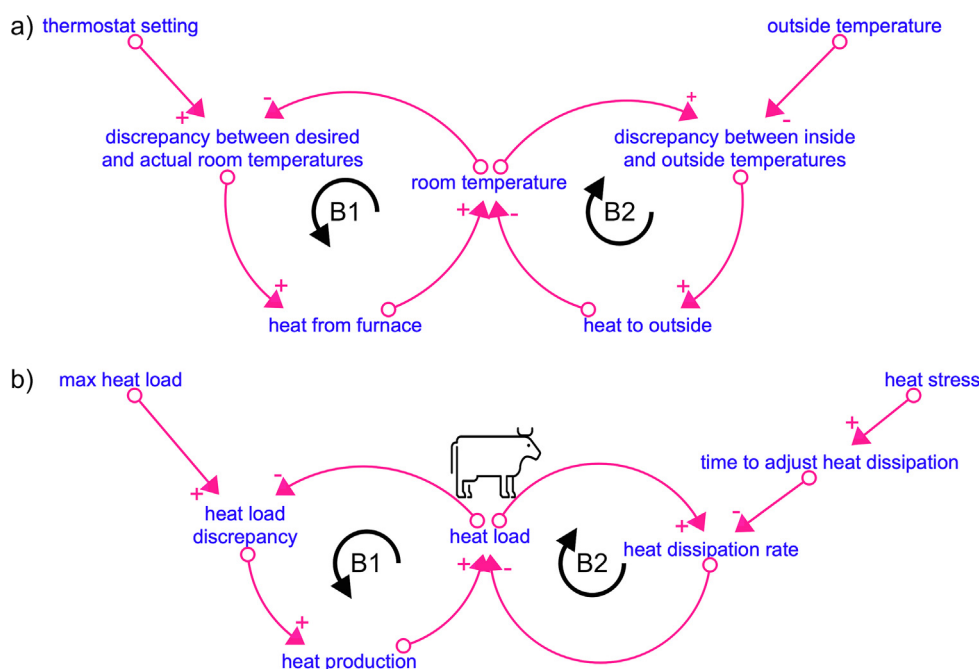 a)
thermostat setting
outside temperature
-
+
+
-
discrepancy between desired
and actual room temperatures
discrepancy between inside
and outside temperatures
room temperature
B1
+
-
B2
+
+
heat from furnace
heat to outside
b)
max heat load
heat stress
+
time to adjust heat dissipation
-
+
-
heat load
discrepancy
heat load
+
heat dissipation rate
B1
+
-
B2
+
heat production